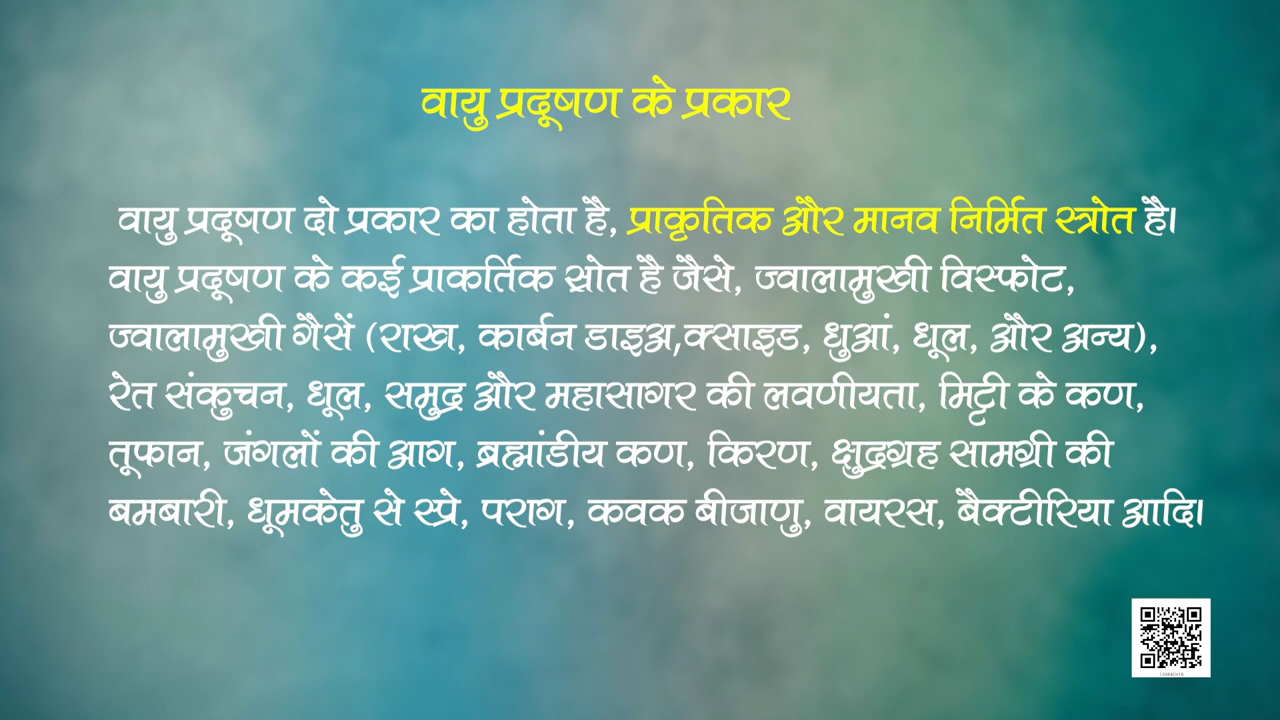 वायु प्रदूषण के प्रकार
वायु प्रदूषण दो प्रकार का होता है, प्राकृतिक और मानव निर्मित स्त्रोत है।
वायु प्रदूषण के कई प्राकर्तिक स्रोत है जैसे, ज्वालामुखी विस्फोट,
ज्वालामुखी गैसें (राख, कार्बन डाइअ,क्साइड, धुआं, धूल, और अन्य),
रेत संकुचन, धूल, समुद्र और महासागर की लवणीयता, मिट्टी के कण,
तूफान, जंगलों की आग, ब्रह्मांडीय कण, किरण, क्षुद्रग्रह सामग्री की
बमबारी, धूमकेतु से स्प्रे, पराग, कवक बीजाणु, वायरस, बैक्टीरिया आदि।